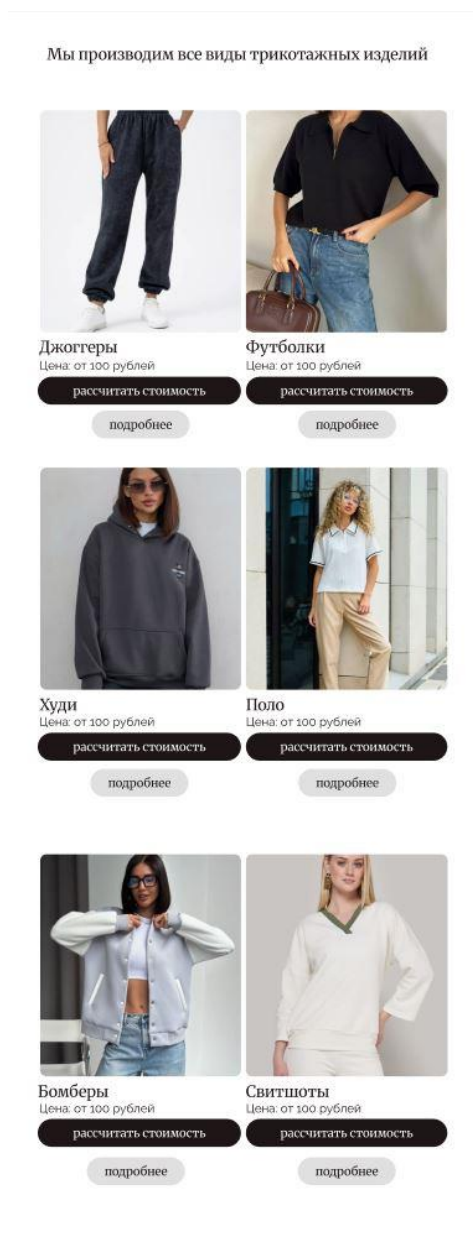 Мы производим все виды трикотажных изделий
Джоггеры
Цена: от 100 рублей
рассчитать стоимость
подробнее
Футболки
Цена: от 100 рублей
рассчитать стоимость
подробнее
Худи
Цена: от 100 рублей
рассчитать стоимость
подробнее
Поло
Цена: от 100 рублей
рассчитать стоимость
подробнее
Бомберы
Цена: от 100 рублей
рассчитать стоимость
подробнее
Свитшоты
Цена: от 100 рублей
рассчитать стоимость
подробнее